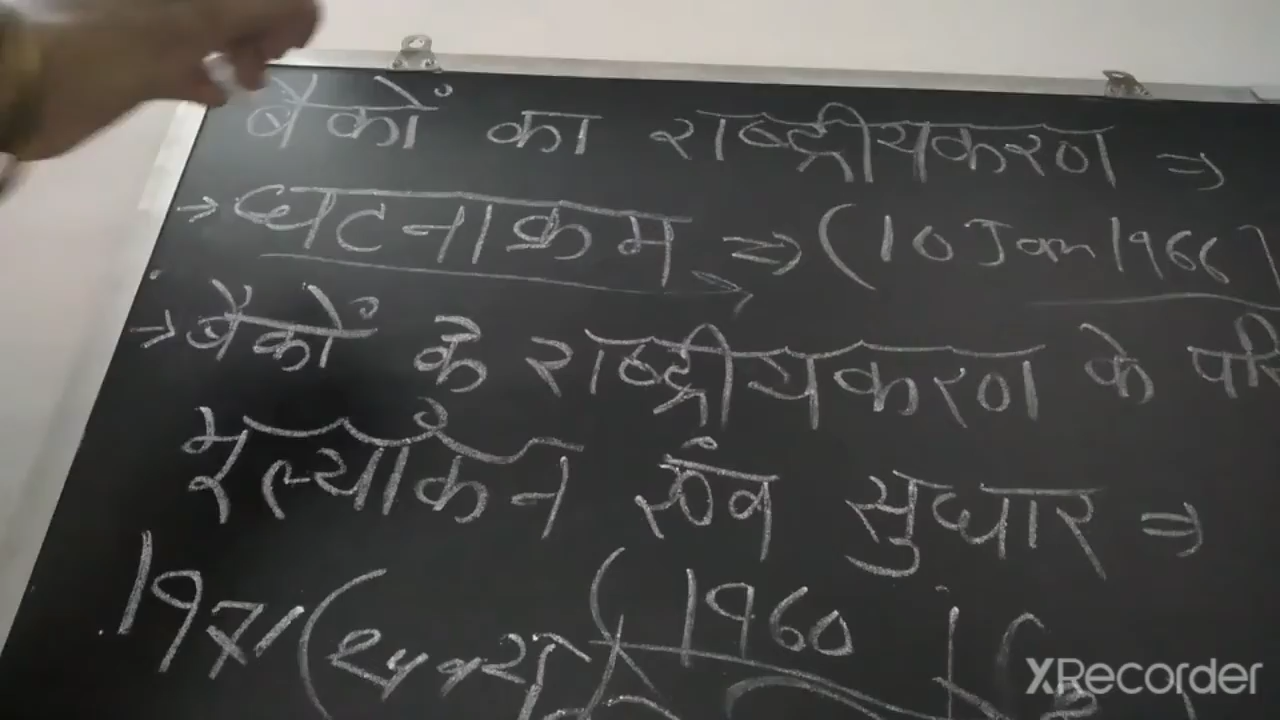 बैंकों का राष्ट्रीयकरण ⇒
→ घटनाक्रम ⇒ (10 Jan 1966)
→ बैंकों के राष्ट्रीयकरण के
मूल्यांकन एवं सुधार ⇒
(1960
XRecorder